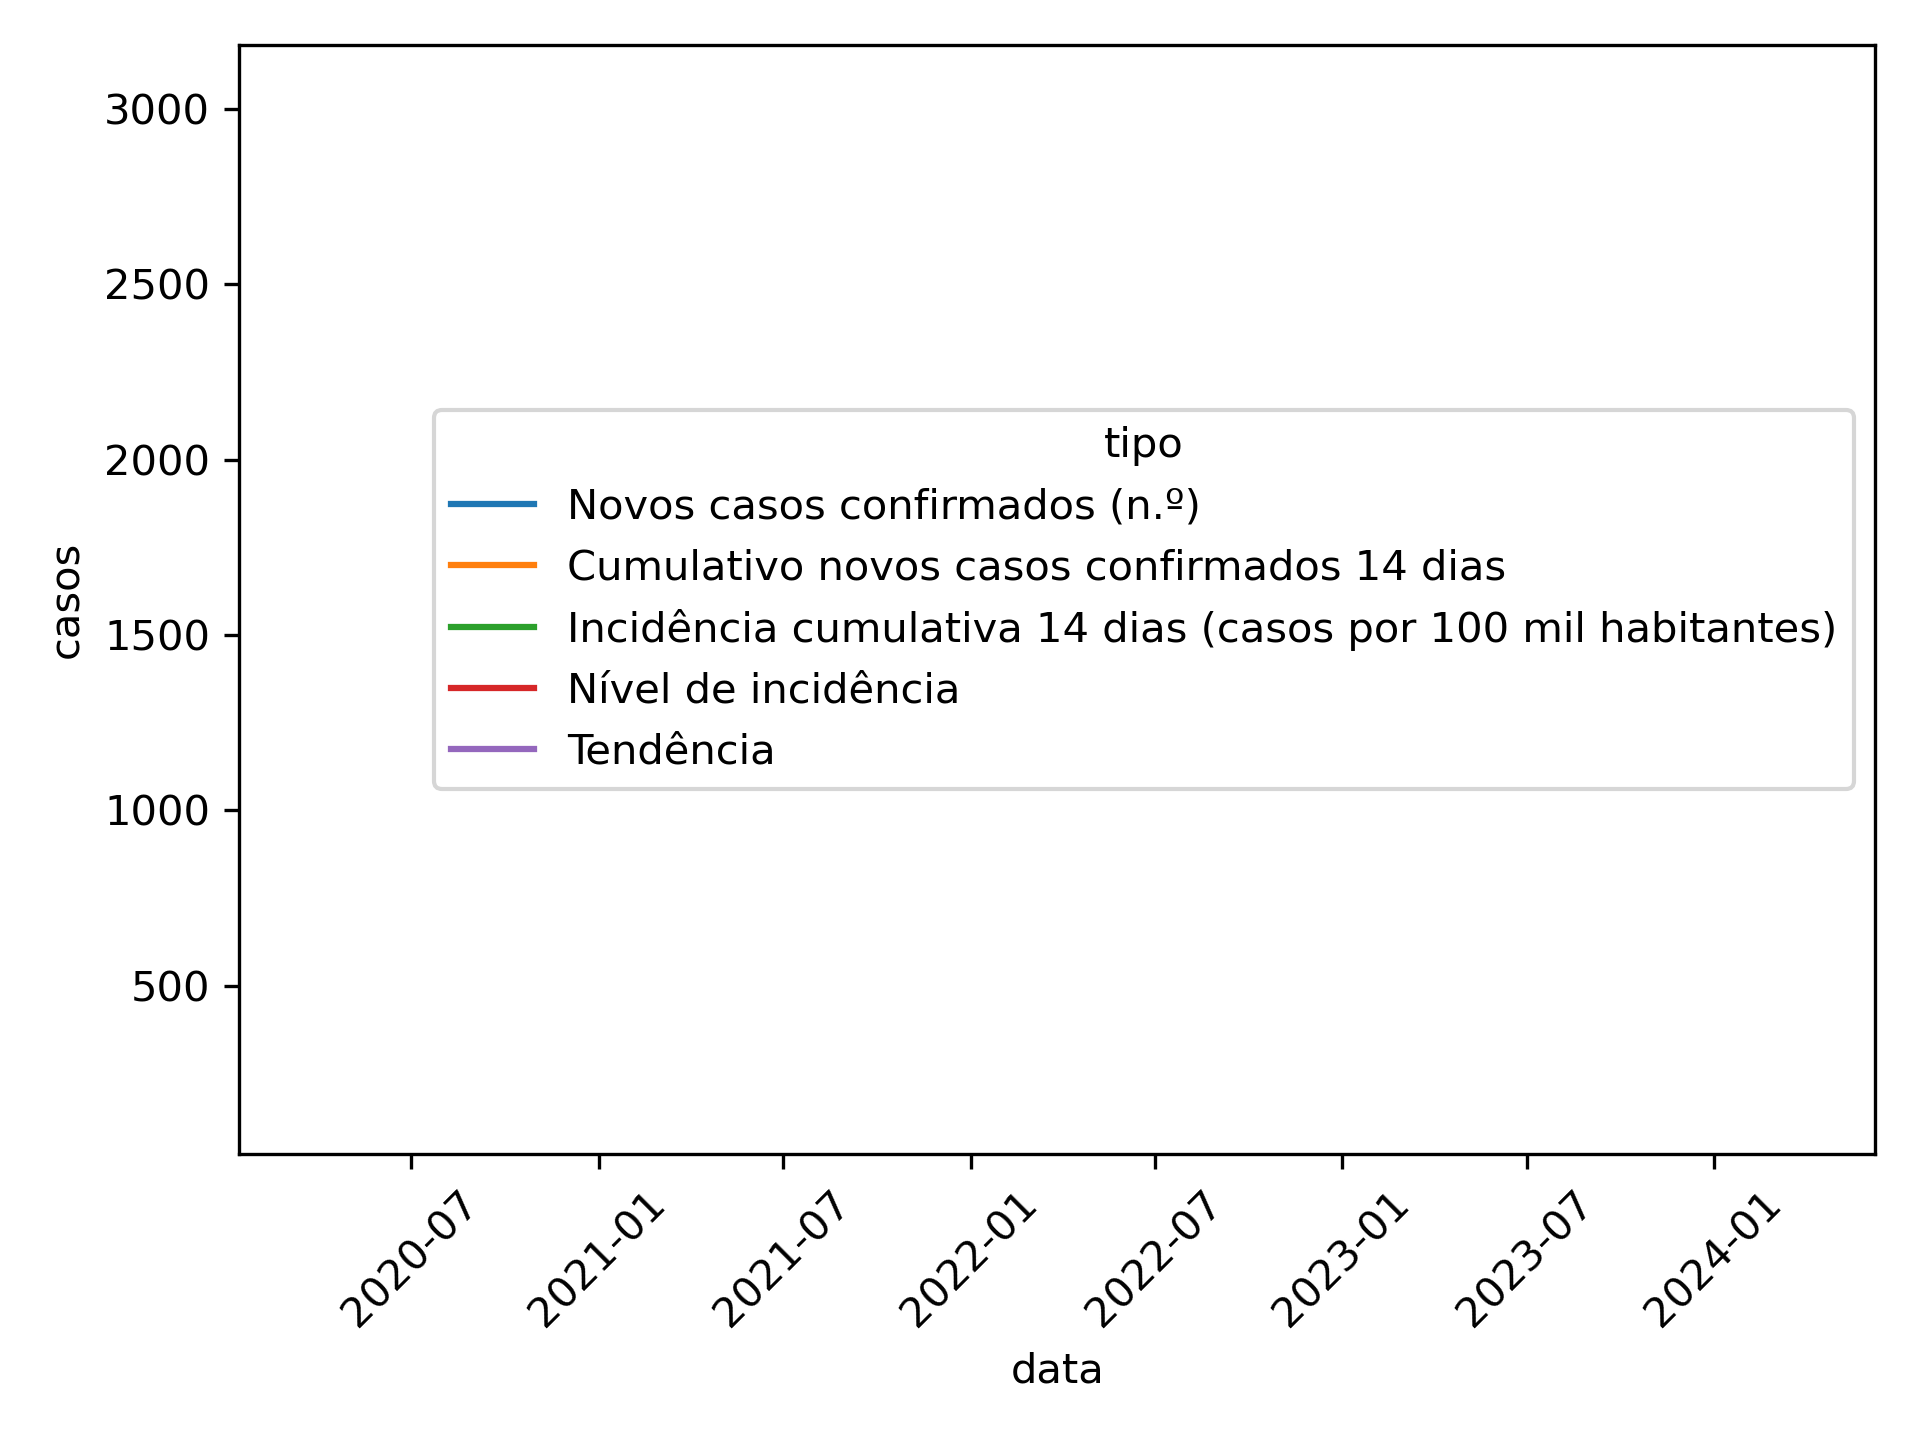 3000
2500
2000
1500
1000
500
casos
tipo
Novos casos confirmados (n.º)
Cumulativo novos casos confirmados 14 dias
Incidência cumulativa 14 dias (casos por 100 mil habitantes)
Nível de incidência
Tendência
2020-07
2021-01
2021-07
2022-01
2022-07
2023-01
2023-07
2024-01
data